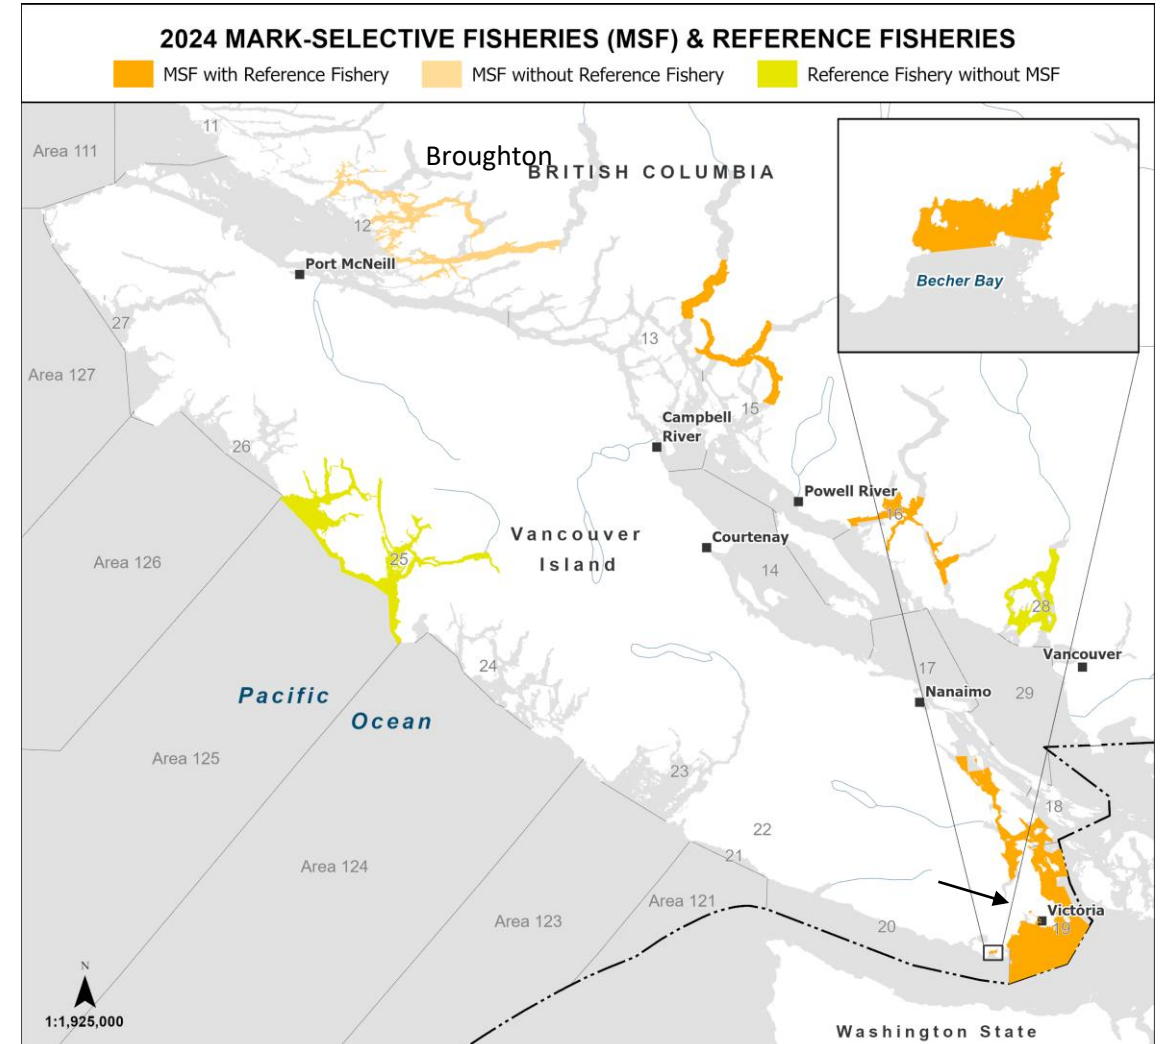 2024 MARK-SELECTIVE FISHERIES (MSF) & REFERENCE FISHERIES
MSF with Reference Fishery
MSF without Reference Fishery
Reference Fishery without MSF
11
Area 111
Broughton
BRITISH COLUMBIA
12
Port McNeill
Becher Bay
27
13
Area 127
15
Campbell
River
26
Powell River
16
Vancouver
Island
Courtenay
Area 126
25
14
28
Vancouver
24
17
Nanaimo
29
Pacific
Ocean
Area 125
23
18
22
21
Area 124
Area 121
Victoria
Area 123
20
19
N
1:1,925,000
Washington State